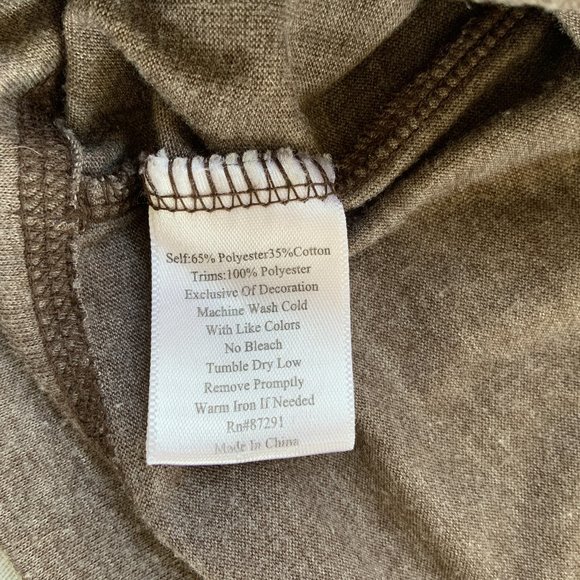 Self:65% Polyester35%Cotton
Trims:100% Polyester
Exclusive Of Decoration
Machine Wash Cold
With Like Colors
No Bleach
Tumble Dry Low
Remove Promptly
Warm Iron If Needed
Rn#87291
Made In China